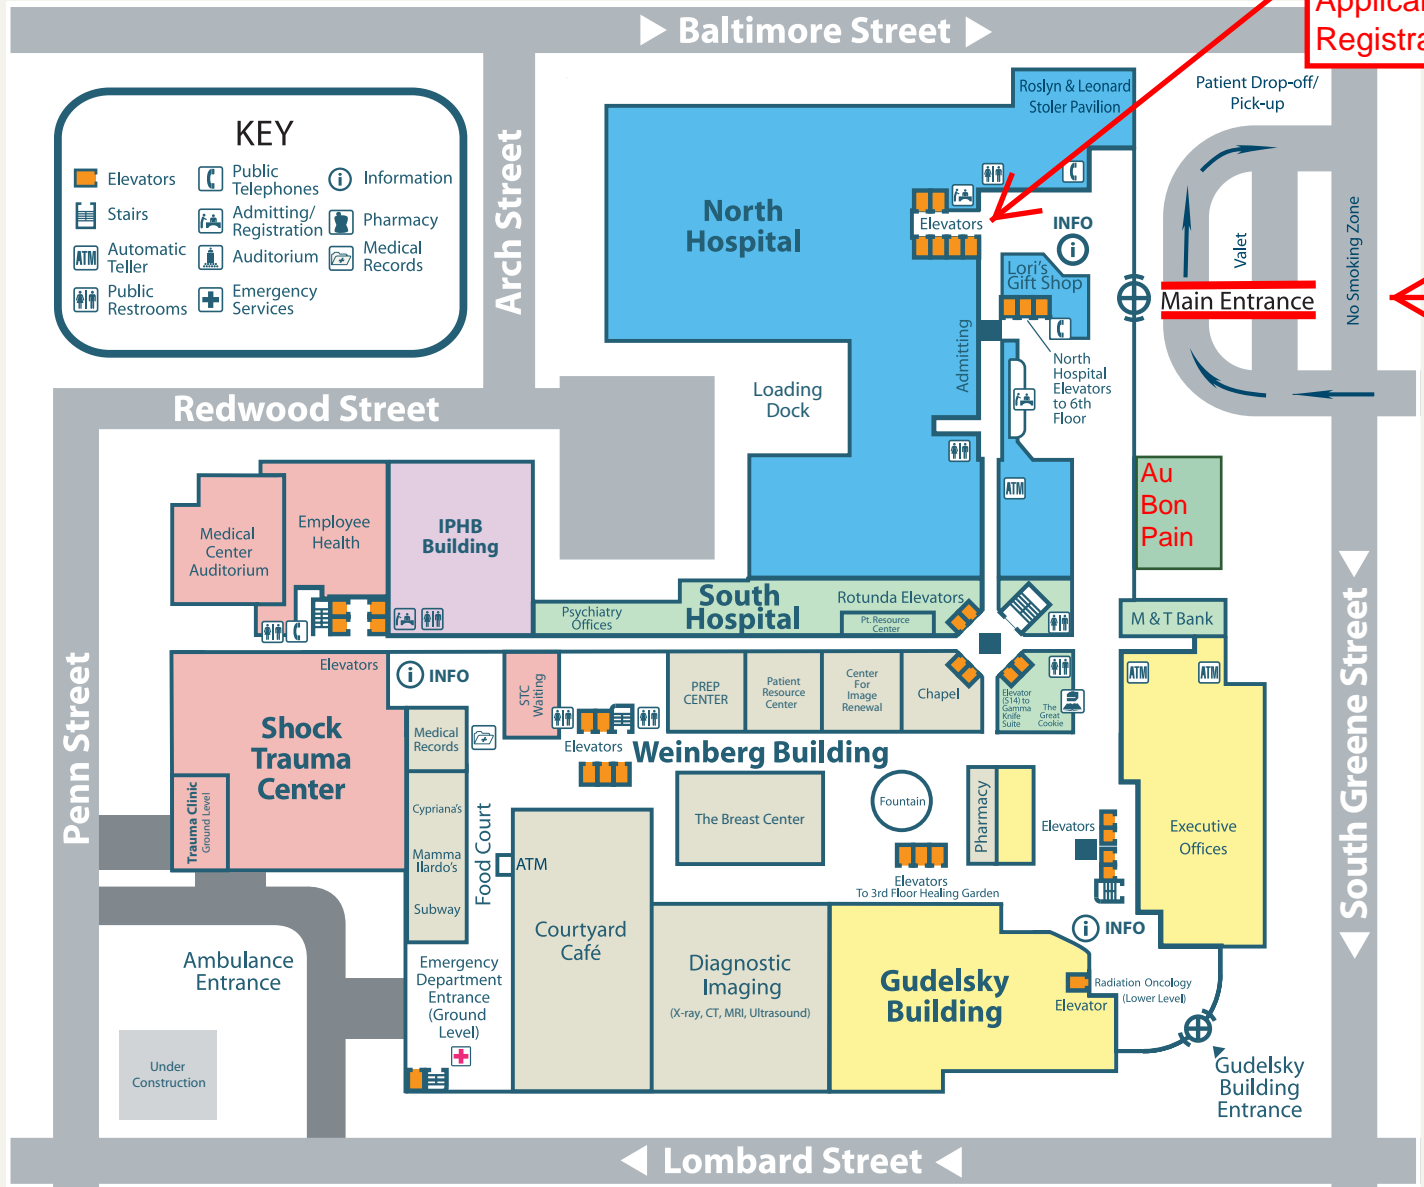 Baltimore Street
Applica
Registra
KEY
Elevators
Stairs
Automatic
Teller
Public
Restrooms
Public
Telephones
Admitting/
Registration
Auditorium
Emergency
Services
Information
Pharmacy
Medical
Records
ATM
Arch Street
Roslyn & Leonard
Stoler Pavilion
Patient Drop-off/
Pick-up
North
Hospital
Elevators
INFO
i
Lori's
Gift Shop
Valet
No Smoking Zone
Main Entrance
Admitting
North
Hospital
Elevators
to 6th
Floor
Loading
Dock
Redwood Street
ATM
Au
Bon
Pain
Medical
Center
Auditorium
Employee
Health
IPHB
Building
Psychiatry
Offices
South
Hospital
Rotunda Elevators
Pt. Resource
Center
M & T Bank
ATM
ATM
Penn Street
South Greene Street
Elevators
i
INFO
STC
Waiting
PREP
CENTER
Patient
Resource
Center
Center
For
Image
Renewal
Chapel
Elevator
(S14) to
Gamma
Knife
Suite
The
Great
Cookie
Shock
Trauma
Center
Medical
Records
Elevators
Weinberg Building
Trauma Clinic
Ground Level
Cypriana's
Mamma
Ilardo's
Subway
Food Court
ATM
The Breast Center
Fountain
Pharmacy
Elevators
Executive
Offices
Elevators
To 3rd Floor Healing Garden
Courtyard
Café
Diagnostic
Imaging
(X-ray, CT, MRI, Ultrasound)
Gudelsky
Building
i
INFO
Radiation Oncology
(Lower Level)
Elevator
Ambulance
Entrance
Emergency
Department
Entrance
(Ground
Level)
Under
Construction
Gudelsky
Building
Entrance
Lombard Street